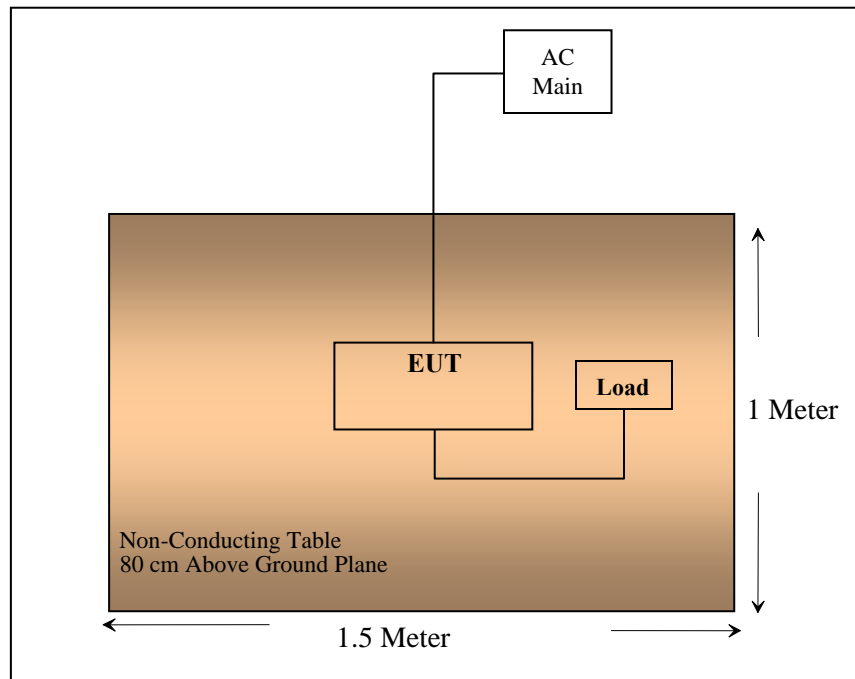 AC
Main
EUT
Load
1 Meter
Non-Conducting Table
80 cm Above Ground Plane
1.5 Meter